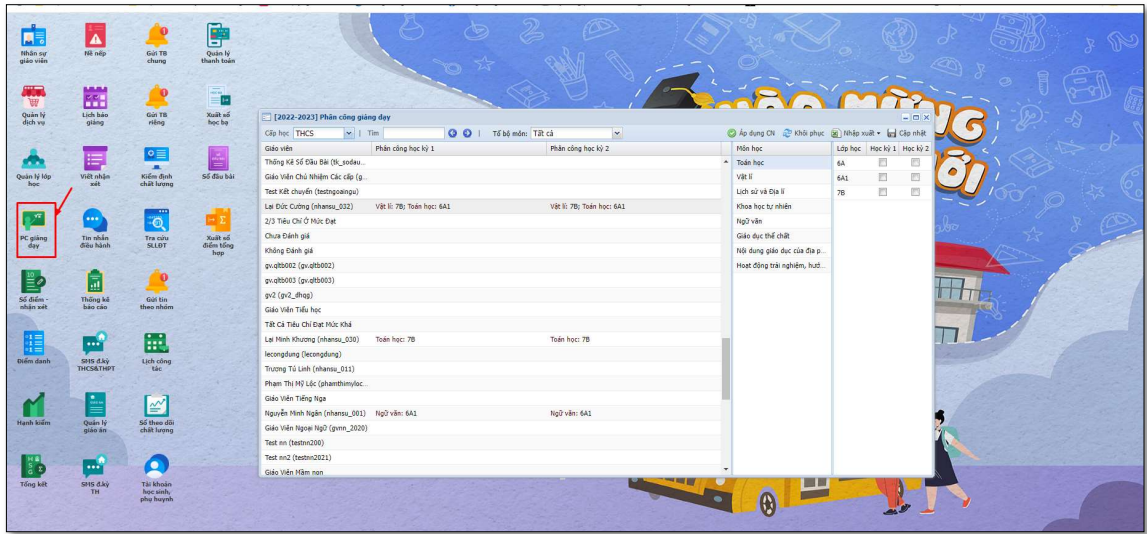 Nhân sự
giáo viên
Nề nếp
Gửi TB
chung
Quản lý
thanh toán
Quản lý
dịch vụ
Lịch báo
giảng
Gửi TB
riêng
Xuất sổ
học bạ
Quản lý lớp
học
Viết nhận
xét
Kiểm định
chất lượng
Sổ đầu bài
PC giảng
dạy
Tin nhắn
điều hành
Tra cứu
SLLĐT
Xuất sổ
điểm tổng
hợp
Sổ điểm -
nhận xét
Thống kê
báo cáo
Gửi tin
theo nhóm
Điểm danh
SMS đ.ký
THCS&THPT
Lịch công
tác
Hạnh kiểm
Quản lý
giáo án
Sổ theo dõi
chất lượng
Tổng kết
SMS đ.ký
TH
Tài khoản
học sinh,
phụ huynh
[2022-2023] Phân công giảng dạy
Cấp học THCS | Tìm | Tổ bộ môn: Tất cả Áp dụng CN Khôi phục Nhập xuất Cập nhật
Giáo viên Phân công học kỳ 1 Phân công học kỳ 2
Thống Kê Sổ Đầu Bài (tk_sodau...
Giáo Viên Chủ Nhiệm Các cấp (g...
Test Kết chuyển (testngoaingu)
Lại Đức Cường (nhansu_032) Vật lí: 7B; Toán học: 6A1 Vật lí: 7B; Toán học: 6A1
2/3 Tiêu Chí Ở Mức Đạt
Chưa Đánh giá
Không Đánh giá
gv.qltb002 (gv.qltb002)
gv.qltb003 (gv.qltb003)
gv2 (gv2_dhqg)
Giáo Viên Tiểu học
Tất Cả Tiêu Chí Đạt Mức Khá
Lại Minh Khương (nhansu_030) Toán học: 7B Toán học: 7B
lecongdung (lecongdung)
Trương Tú Linh (nhansu_011)
Phạm Thị Mỹ Lộc (phamthimyloc...
Giáo Viên Tiếng Nga
Nguyễn Minh Ngân (nhansu_001) Ngữ văn: 6A1 Ngữ văn: 6A1
Giáo Viên Ngoại Ngữ (gvnn_2020)
Test nn (testnn200)
Test nn2 (testnn2021)
Giáo Viên Mầm non
Môn học
Toán học
Vật lí
Lịch sử và Địa lí
Khoa học tự nhiên
Ngữ văn
Giáo dục thể chất
Nội dung giáo dục của địa p...
Hoạt động trải nghiệm, hướ...
Lớp học Học kỳ 1 Học kỳ 2
6A
6A1
7B